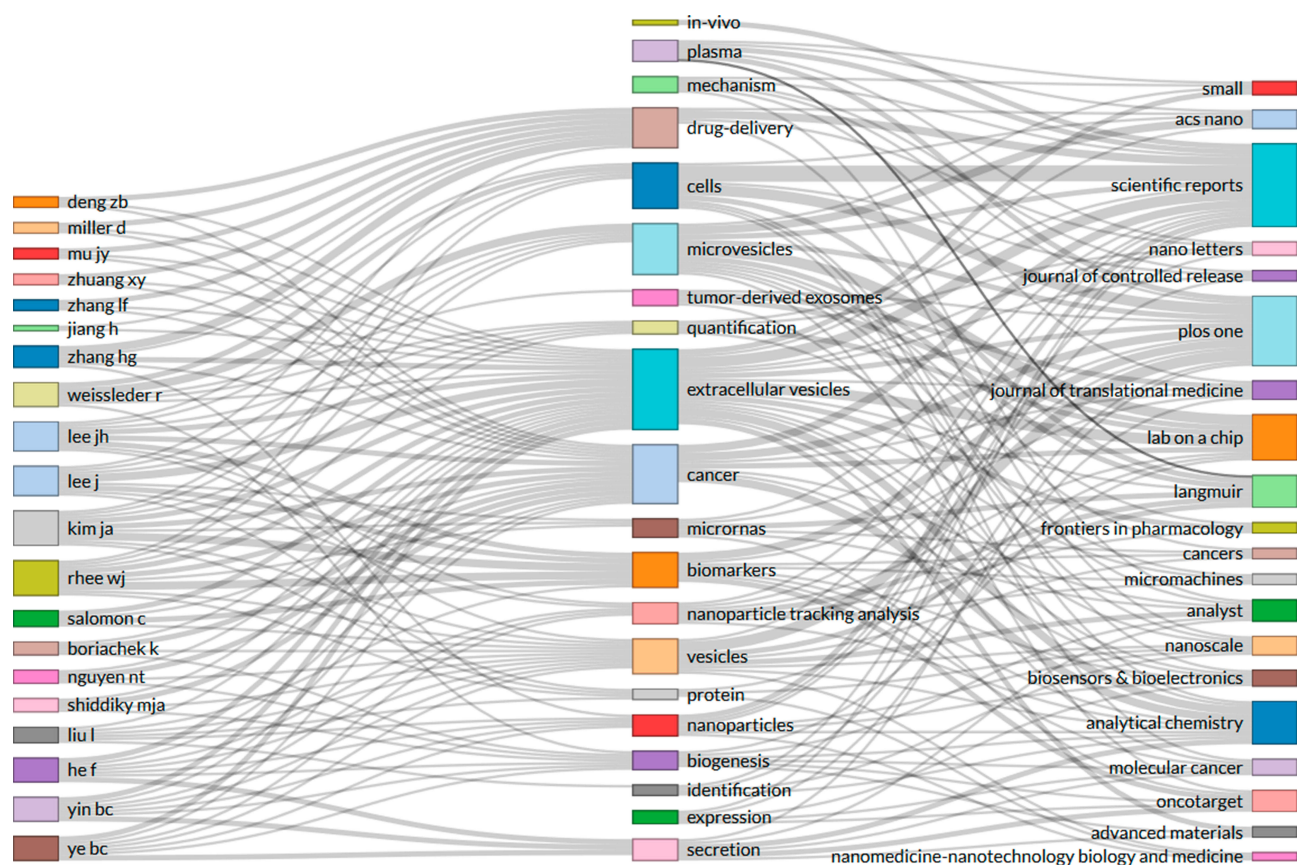 deng zb
miller d
mu jy
zhuang xy
zhang lf
jiang h
zhang hg
weissleder r
lee jh
lee j
kim ja
rhee wj
salomon c
boriachek k
nguyen nt
shiddiky mja
liu l
he f
yin bc
ye bc
in-vivo
plasma
mechanism
drug-delivery
cells
microvesicles
tumor-derived exosomes
quantification
extracellular vesicles
cancer
micrornas
biomarkers
nanoparticle tracking analysis
vesicles
protein
nanoparticles
biogenesis
identification
expression
secretion
small
acs nano
scientific reports
nano letters
journal of controlled release
plos one
journal of translational medicine
lab on a chip
langmuir
frontiers in pharmacology
cancers
micromachines
analyst
nanoscale
biosensors & bioelectronics
analytical chemistry
molecular cancer
oncotarget
advanced materials
nanomedicine-nanotechnology biology and medicine